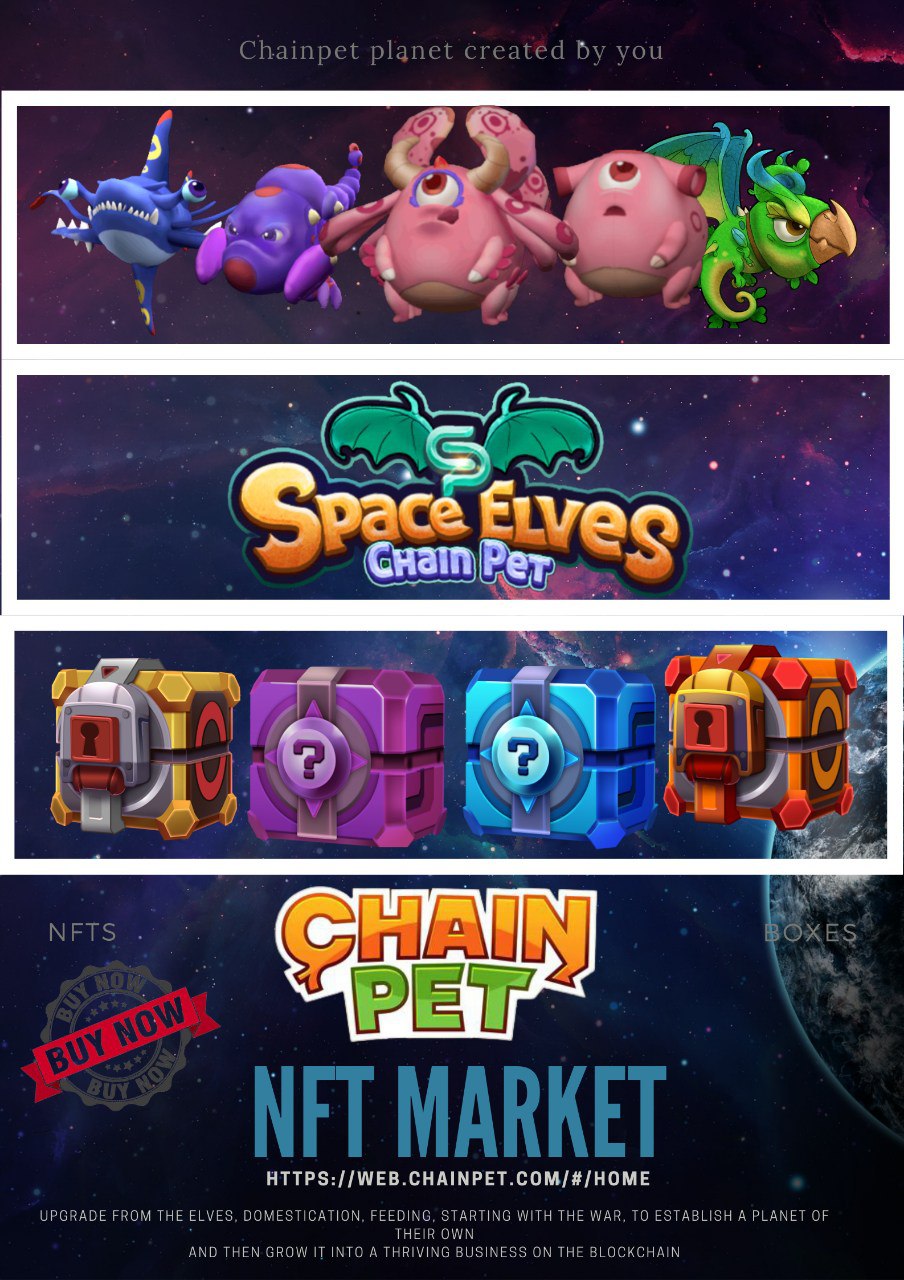 Chainpet planet created by you
SPACE ELVES
CHAIN PET
?
?
CHAIN
PET
NFTS
BOXES
BUY NOW
BUY NOW
BUY NOW
NFT MARKET
HTTPS://WEB.CHAINPET.COM/#/HOME
UPGRADE FROM THE ELVES, DOMESTICATION, FEEDING, STARTING WITH THE WAR, TO ESTABLISH A PLANET OF
THEIR OWN
AND THEN GROW IT INTO A THRIVING BUSINESS ON THE BLOCKCHAIN